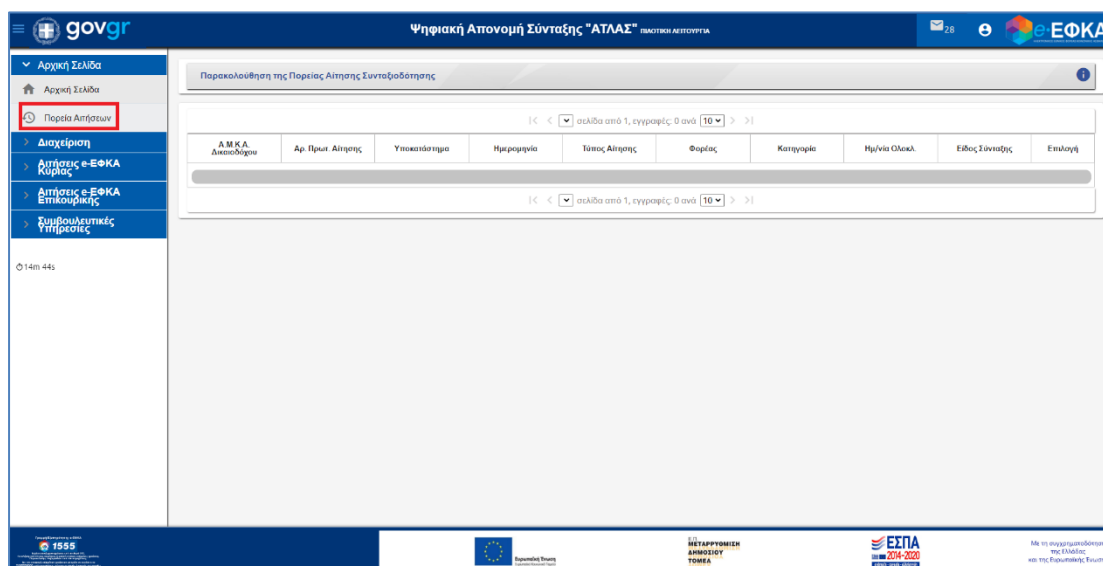 govgr
Ψηφιακή Απονομή Σύνταξης "ΑΤΛΑΣ" ΠΙΛΟΤΙΚΗ ΛΕΙΤΟΥΡΓΙΑ
28
e-ΕΦΚΑ
Αρχική Σελίδα
Αρχική Σελίδα
Πορεία Αιτήσεων
Διαχείριση
Αιτήσεις e-ΕΦΚΑ
Κύριας
Αιτήσεις e-ΕΦΚΑ
Επικουρικής
Συμβουλευτικές
Υπηρεσίες
14m 44s
Παρακολούθηση της Πορείας Αίτησης Συνταξιοδότησης
|< < σελίδα από 1, εγγραφές: 0 ανά 10 > >|
Α.Μ.Κ.Α. Δικαιοδόχου Αρ. Πρωτ. Αίτησης Υποκατάστημα Ημερομηνία Τύπος Αίτησης Φορέας Κατηγορία Ημ/νία Ολοκλ. Είδος Σύνταξης Επιλογή
|< < σελίδα από 1, εγγραφές: 0 ανά 10 > >|
1555
Ευρωπαϊκή Ένωση
ΜΕΤΑΡΡΥΘΜΙΣΗ
ΔΗΜΟΣΙΟΥ
ΤΟΜΕΑ
ΕΣΠΑ
2014-2020
Με τη συγχρηματοδότηση
της Ελλάδας
και της Ευρωπαϊκής Ένωσ